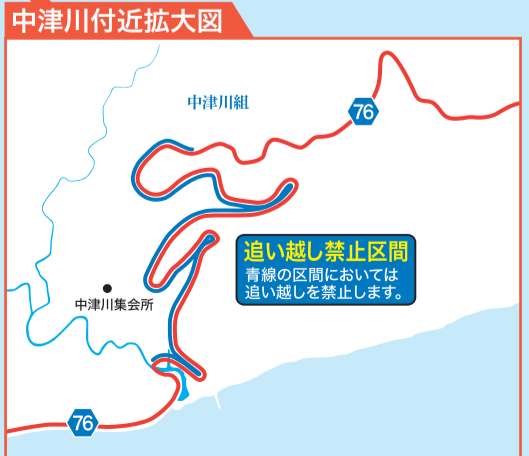 中津川付近拡大図
中津川組
76
追い越し禁止区間
青線の区間においては
追い越しを禁止します。
中津川集会所
76